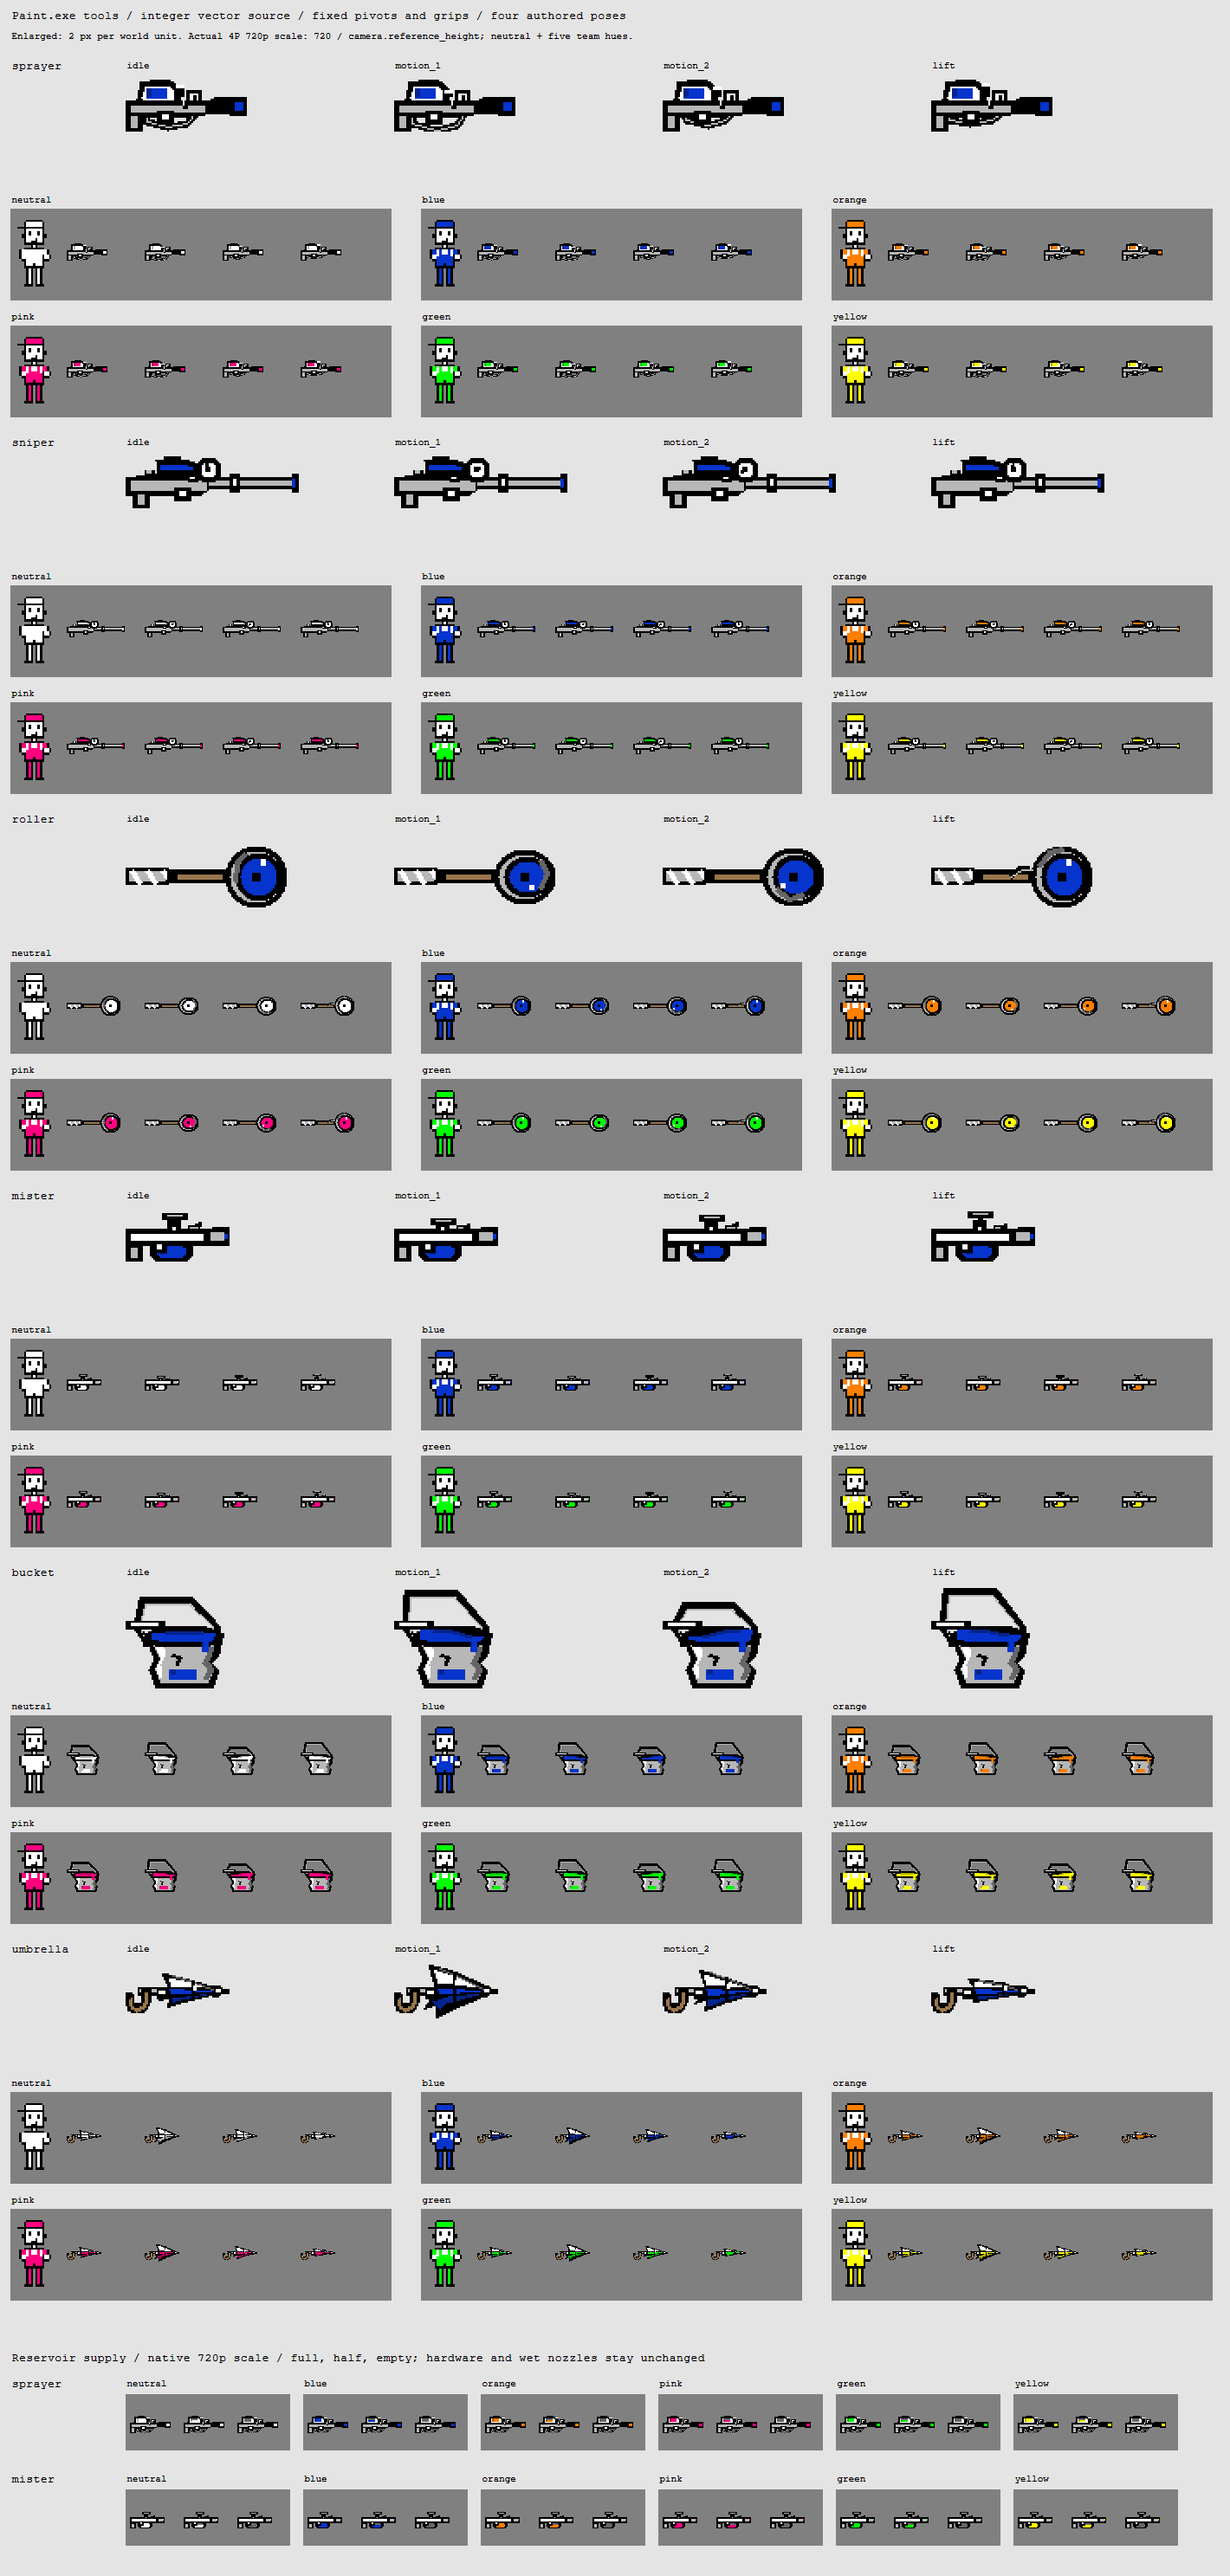 Paint.exe tools / integer vector source / fixed pivots and grips / four authored poses
Enlarged: 2 px per world unit. Actual 4P 720p scale: 720 / camera.reference_height; neutral + five team hues.
sprayer idle motion_1 motion_2 lift
neutral blue orange
pink green yellow
sniper idle motion_1 motion_2 lift
neutral blue orange
pink green yellow
roller idle motion_1 motion_2 lift
neutral blue orange
pink green yellow
mister idle motion_1 motion_2 lift
neutral blue orange
pink green yellow
bucket idle motion_1 motion_2 lift
neutral blue orange
pink green yellow
umbrella idle motion_1 motion_2 lift
neutral blue orange
pink green yellow
Reservoir supply / native 720p scale / full, half, empty; hardware and wet nozzles stay unchanged
sprayer neutral blue orange pink green yellow
mister neutral blue orange pink green yellow